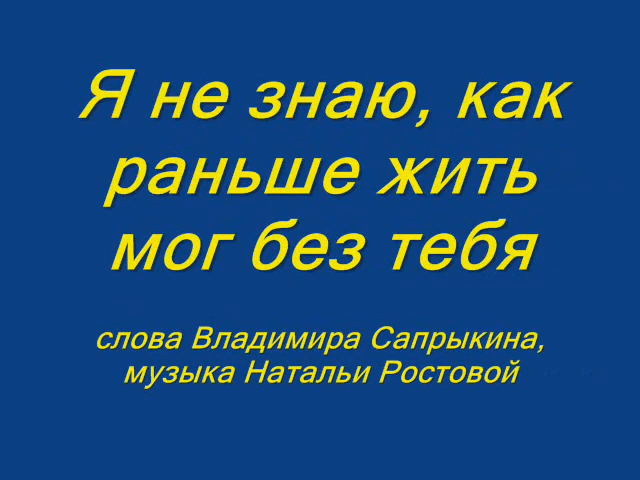 Я не знаю, как
раньше жить
мог без тебя
слова Владимира Сапрыкина,
музыка Натальи Ростовой